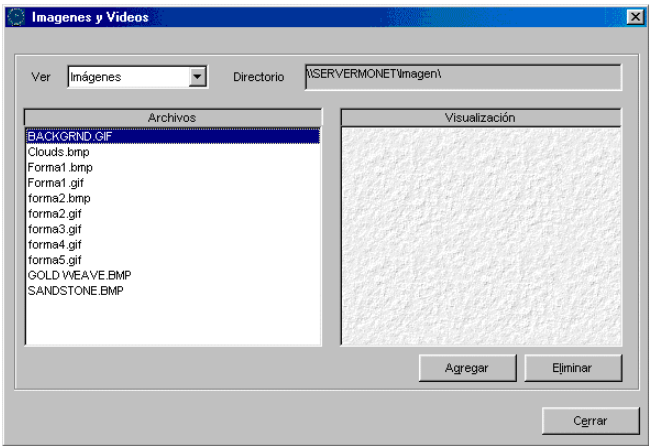 Imagenes y Videos
Ver Imágenes Directorio \\SERVERMONET\Imagen\
Archivos Visualización
BACKGRND.GIF
Clouds.bmp
Forma1.bmp
Forma1.gif
forma2.bmp
forma2.gif
forma3.gif
forma4.gif
forma5.gif
GOLD WEAVE.BMP
SANDSTONE.BMP
Agregar Eliminar
Cerrar